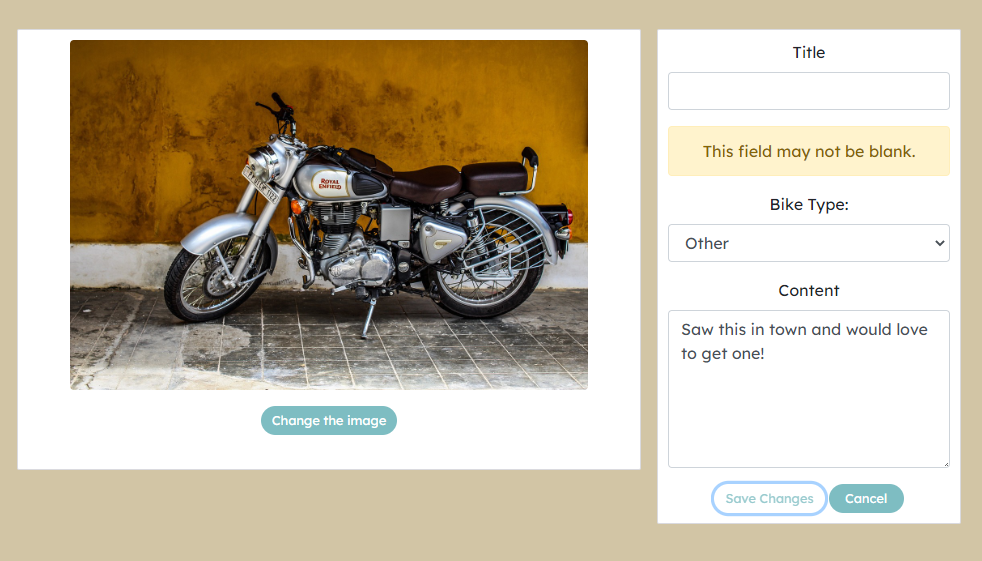 ROYAL
ENFIELD
Change the image
Title
This field may not be blank.
Bike Type:
Other
Content
Saw this in town and would love
to get one!
Save Changes
Cancel